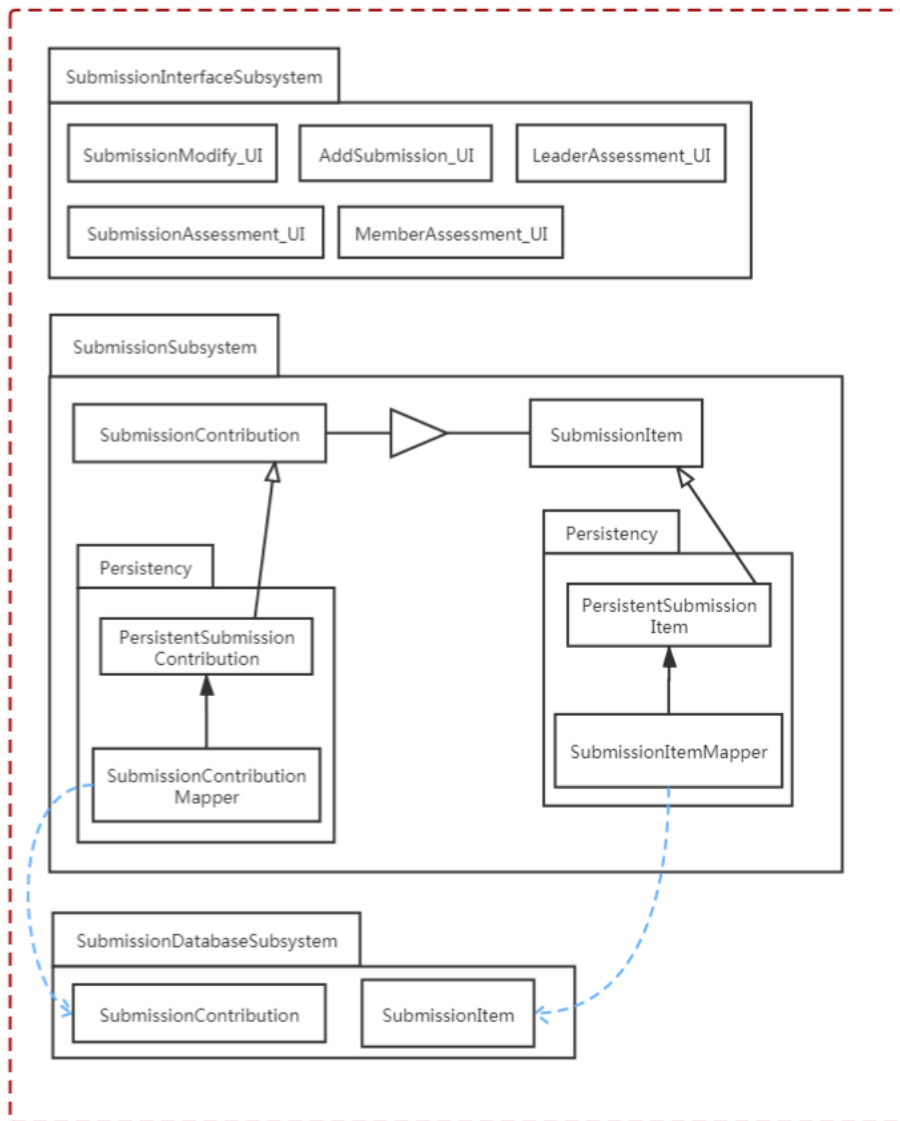 SubmissionInterfaceSubsystem
SubmissionModify_UI
AddSubmission_UI
LeaderAssessment_UI
SubmissionAssessment_UI
MemberAssessment_UI
SubmissionSubsystem
SubmissionContribution
SubmissionItem
Persistency
PersistentSubmission
Contribution
SubmissionContribution
Mapper
Persistency
PersistentSubmission
Item
SubmissionItemMapper
SubmissionDatabaseSubsystem
SubmissionContribution
SubmissionItem